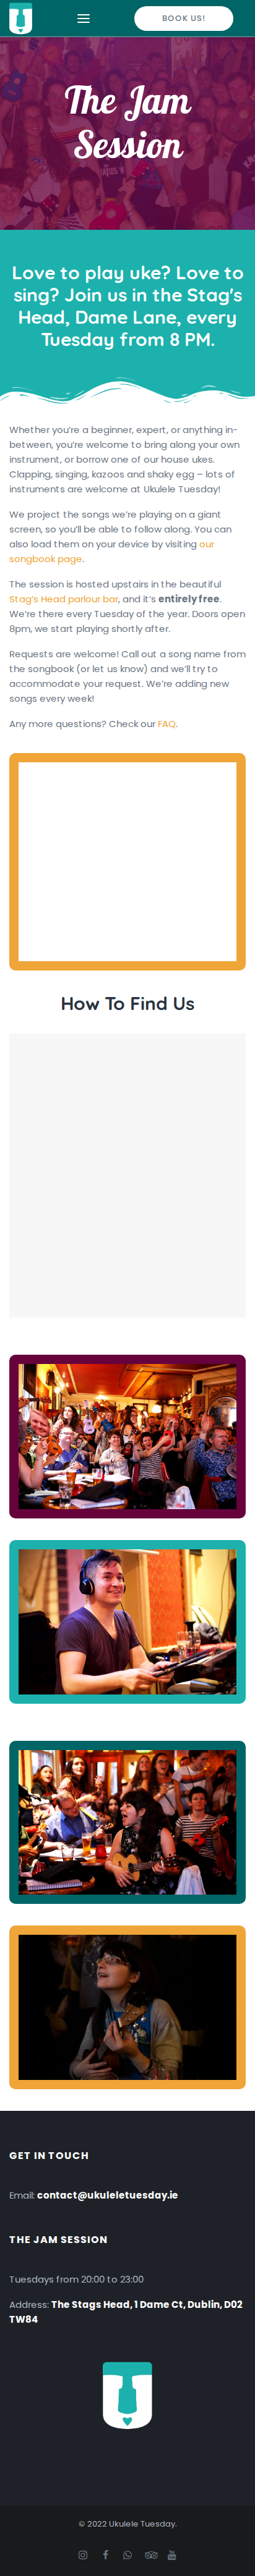 BOOK US!
The Jam
Session
Love to play uke? Love to
sing? Join us in the Stag's
Head, Dame Lane, every
Tuesday from 8 PM.
Whether you're a beginner, expert, or anything in-
between, you're welcome to bring along your own
instrument, or borrow one of our house ukes.
Clapping, singing, kazoos and shaky egg – lots of
instruments are welcome at Ukulele Tuesday!
We project the songs we're playing on a giant
screen, so you'll be able to follow along. You can
also load them on your device by visiting our
songbook page.
The session is hosted upstairs in the beautiful
Stag's Head parlour bar, and it's entirely free.
We're there every Tuesday of the year. Doors open
8pm, we start playing shortly after.
Requests are welcome! Call out a song name from
the songbook (or let us know) and we'll try to
accommodate your request. We're adding new
songs every week!
Any more questions? Check our FAQ.
How To Find Us
GET IN TOUCH
Email: contact@ukuleletuesday.ie
THE JAM SESSION
Tuesdays from 20:00 to 23:00
Address: The Stags Head, 1 Dame Ct, Dublin, D02
TW84
© 2022 Ukulele Tuesday.